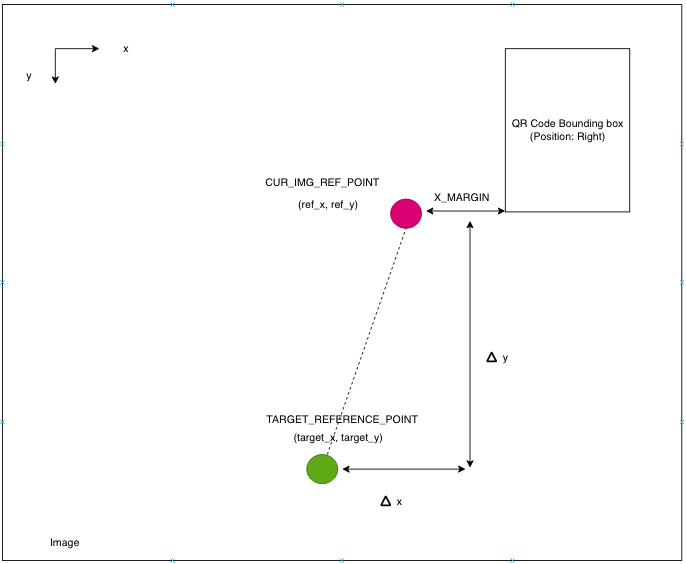 x
y
QR Code Bounding box
(Position: Right)
CUR_IMG_REF_POINT
(ref_x, ref_y)
X_MARGIN
Δ y
TARGET_REFERENCE_POINT
(target_x, target_y)
Δ x
Image